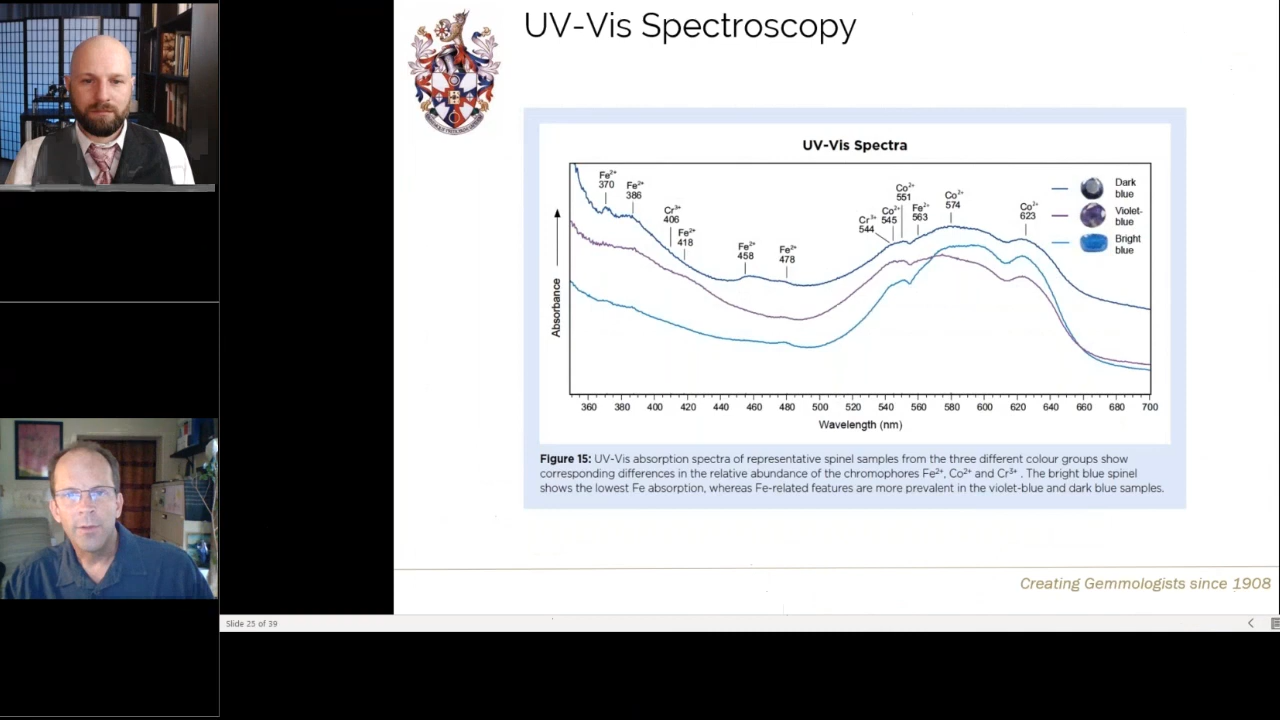 UV-Vis Spectroscopy
UV-Vis Spectra
Fe²⁺
370
Fe²⁺
386
Cr³⁺
406
Fe²⁺
418
Fe²⁺
458
Fe²⁺
478
Cr³⁺
544
Co²⁺
545
Co²⁺
551
Fe²⁺
563
Co²⁺
574
Co²⁺
623
Dark
blue
Violet-
blue
Bright
blue
Absorbance
360 380 400 420 440 460 480 500 520 540 560 580 600 620 640 660 680 700
Wavelength (nm)
Figure 15: UV-Vis absorption spectra of representative spinel samples from the three different colour groups show
corresponding differences in the relative abundance of the chromophores Fe²⁺, Co²⁺ and Cr³⁺ . The bright blue spinel
shows the lowest Fe absorption, whereas Fe-related features are more prevalent in the violet-blue and dark blue samples.
Creating Gemmologists since 1908
Slide 25 of 39